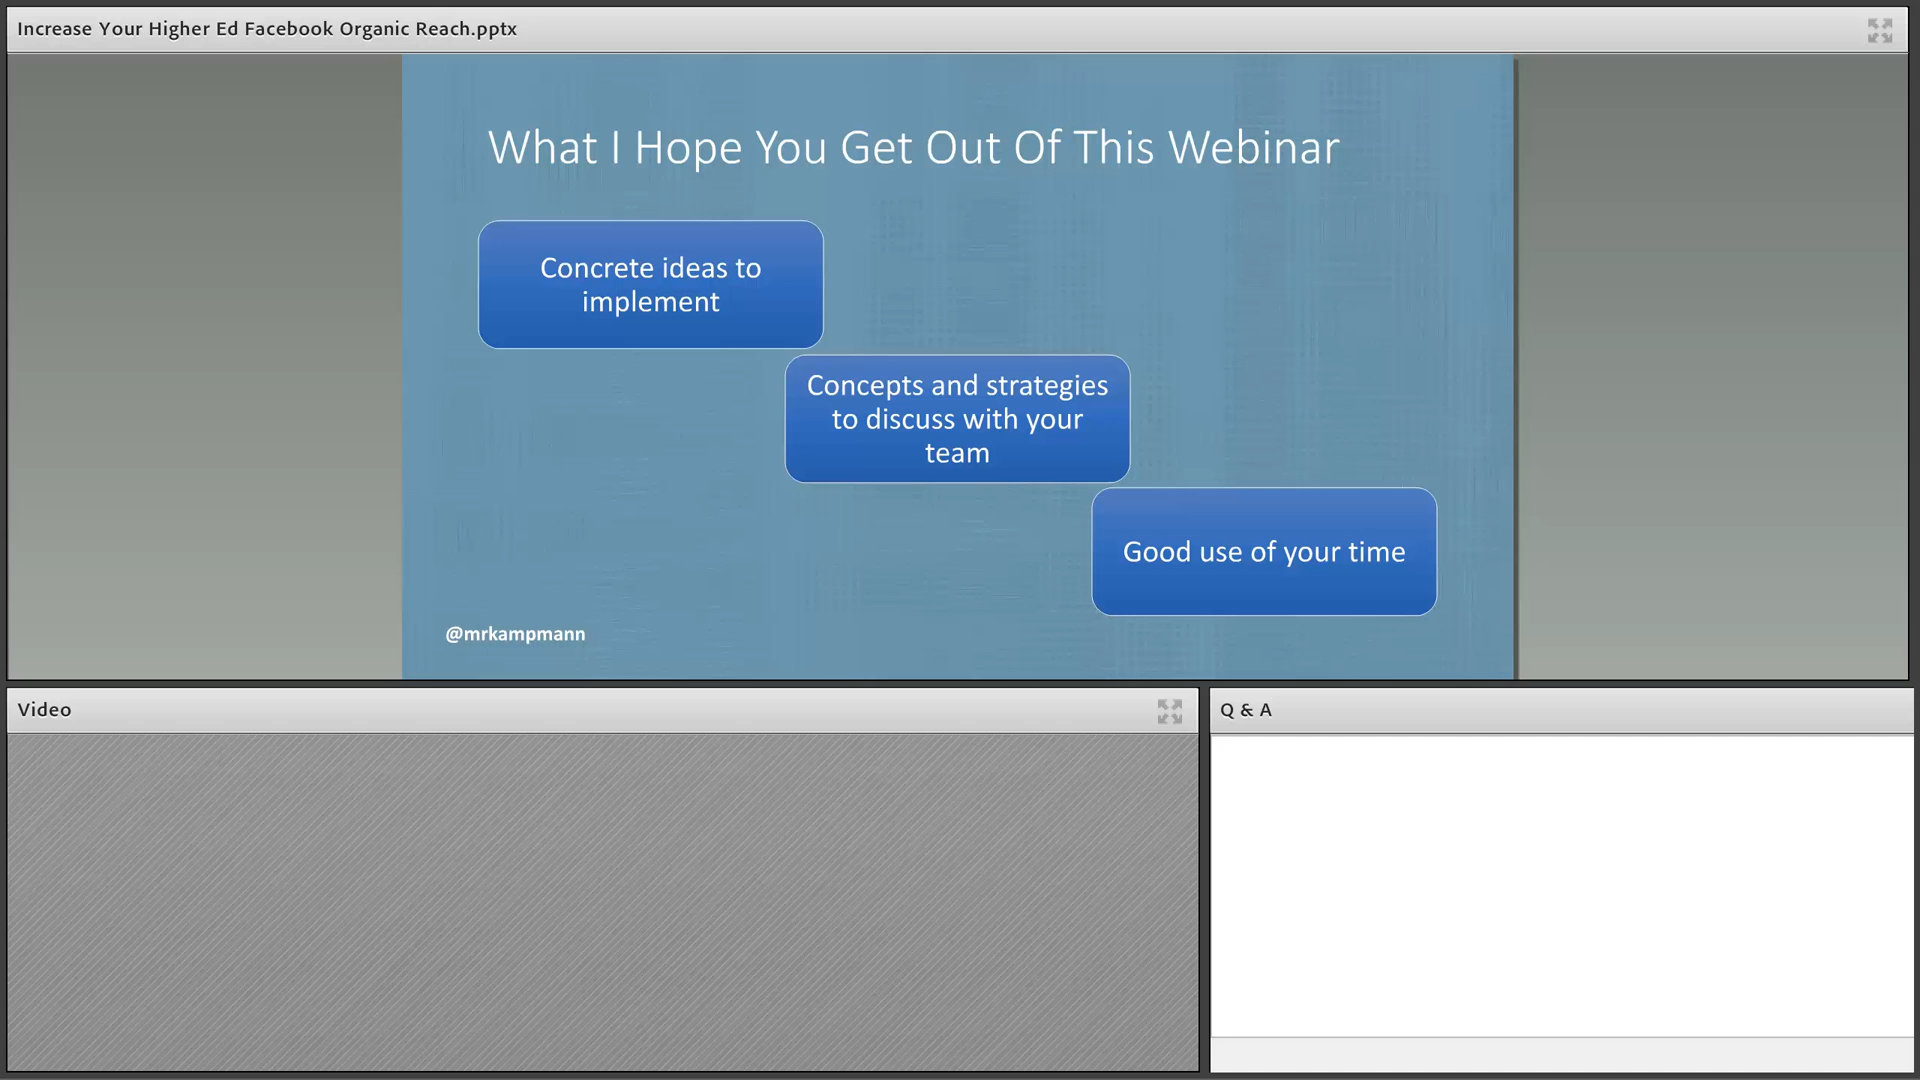 Increase Your Higher Ed Facebook Organic Reach.pptx
What I Hope You Get Out Of This Webinar
Concrete ideas to
implement
Concepts and strategies
to discuss with your
team
Good use of your time
@mrkampmann
Video
Q & A